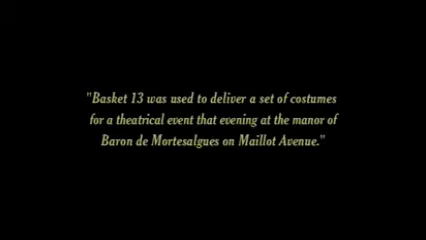 "Basket 13 was used to deliver a set of costumes
for a theatrical event that evening at the manor of
Baron de Mortesalgues on Maillot Avenue."